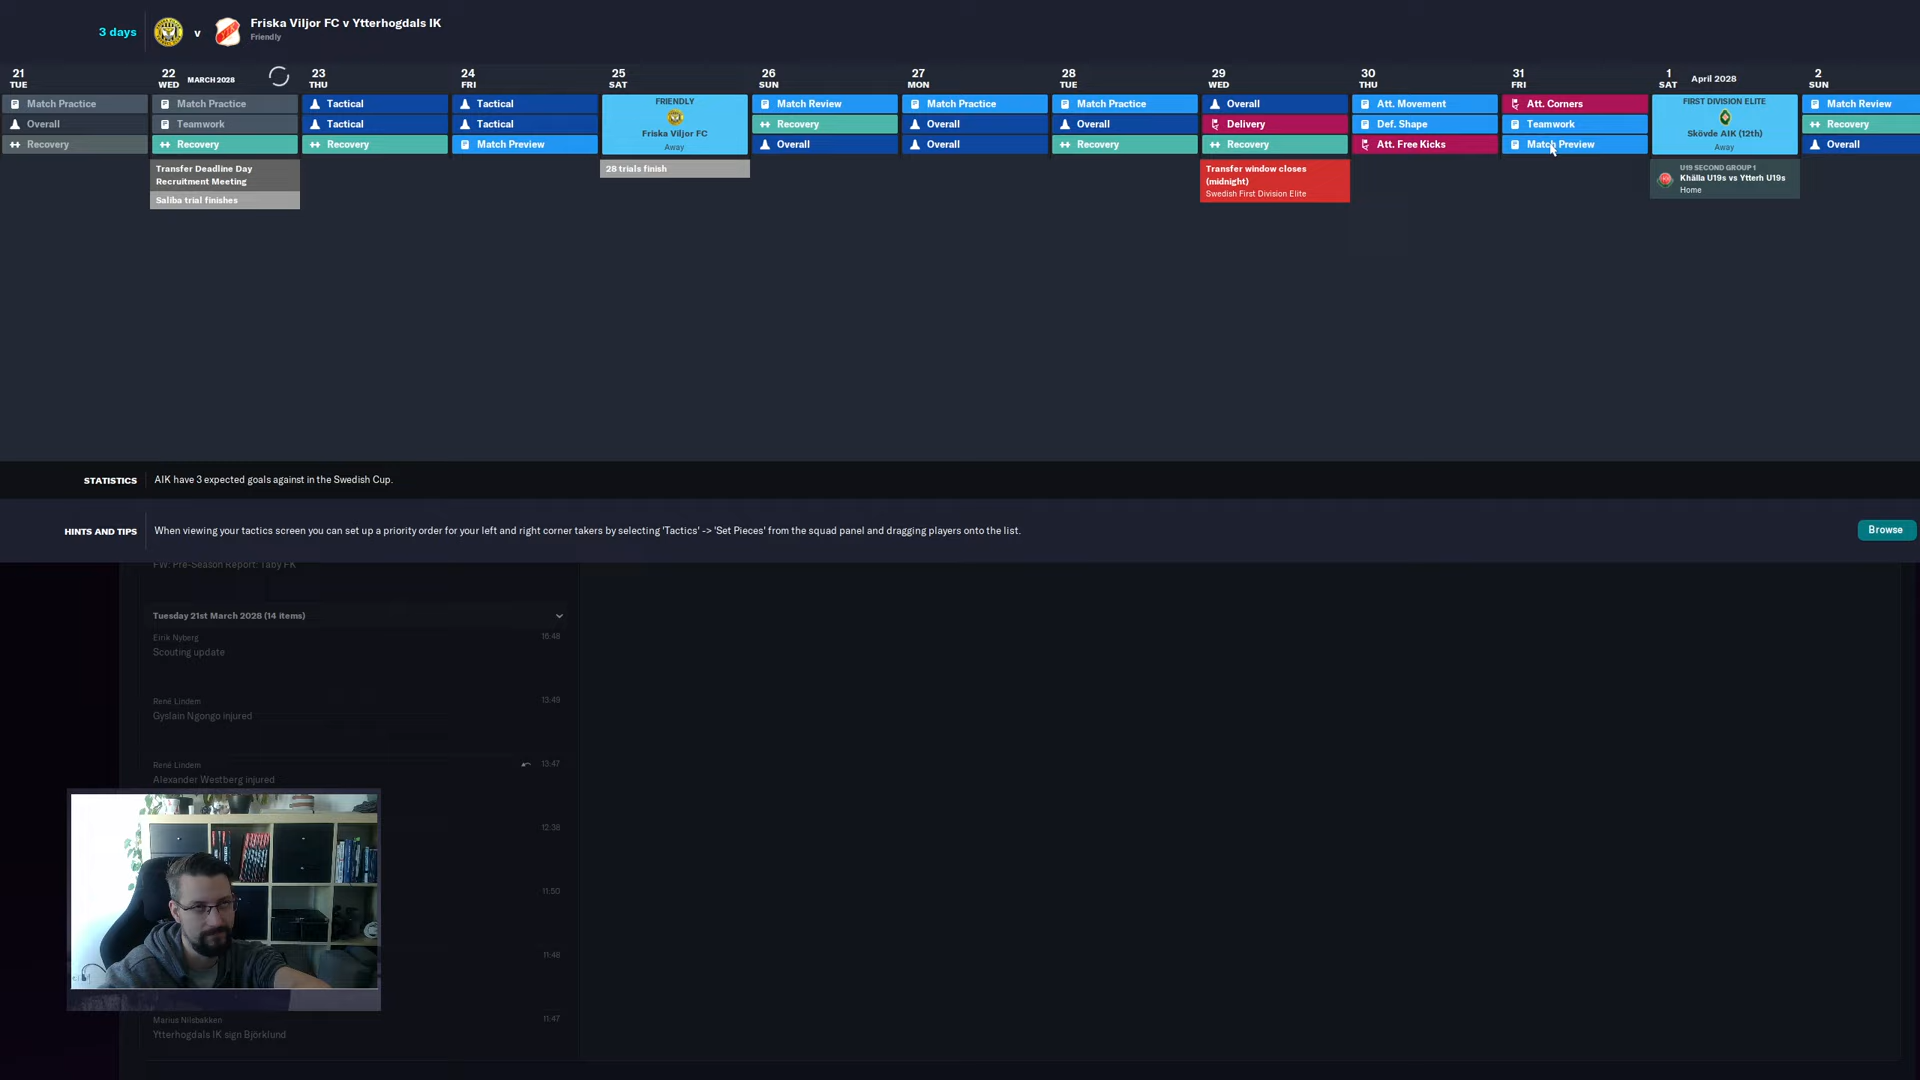 3 days
v
Friska Viljor FC v Ytterhogdals IK
Friendly
21
TUE
Match Practice
Overall
Recovery
22
WED
MARCH 2028
Match Practice
Teamwork
Recovery
Transfer Deadline Day
Recruitment Meeting
Saliba trial finishes
23
THU
Tactical
Tactical
Recovery
24
FRI
Tactical
Tactical
Match Preview
25
SAT
FRIENDLY
Friska Viljor FC
Away
28 trials finish
26
SUN
Match Review
Recovery
Overall
27
MON
Match Practice
Overall
Overall
28
TUE
Match Practice
Overall
Recovery
29
WED
Overall
Delivery
Recovery
Transfer window closes
(midnight)
Swedish First Division Elite
30
THU
Att. Movement
Def. Shape
Att. Free Kicks
31
FRI
Att. Corners
Teamwork
Match Preview
1
SAT
April 2028
FIRST DIVISION ELITE
Skövde AIK (12th)
Away
U19 SECOND GROUP 1
Khälla U19s vs Ytterh U19s
Home
2
SUN
Match Review
Recovery
Overall
STATISTICS
AIK have 3 expected goals against in the Swedish Cup.
HINTS AND TIPS
When viewing your tactics screen you can set up a priority order for your left and right corner takers by selecting 'Tactics' -> 'Set Pieces' from the squad panel and dragging players onto the list.
Browse
FW: Pre-Season Report: Täby FK
Tuesday 21st March 2028 (14 items)
Eirik Nyberg
16:48
Scouting update
René Lindem
13:49
Gyslain Ngongo injured
René Lindem
13:47
Alexander Westberg injured
12:38
11:50
11:48
Marius Nilsbakken
11:47
Ytterhogdals IK sign Björklund